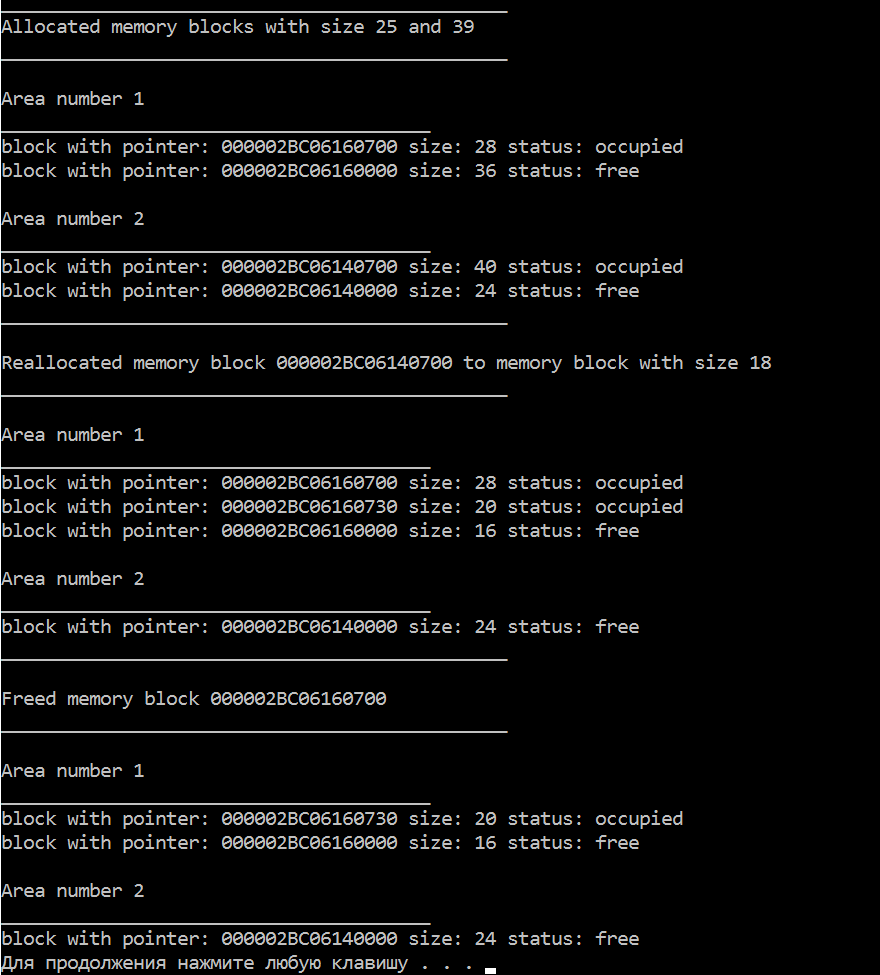 Allocated memory blocks with size 25 and 39
Area number 1
block with pointer: 000002BC06160700 size: 28 status: occupied
block with pointer: 000002BC06160000 size: 36 status: free
Area number 2
block with pointer: 000002BC06140700 size: 40 status: occupied
block with pointer: 000002BC06140000 size: 24 status: free
Reallocated memory block 000002BC06140700 to memory block with size 18
Area number 1
block with pointer: 000002BC06160700 size: 28 status: occupied
block with pointer: 000002BC06160730 size: 20 status: occupied
block with pointer: 000002BC06160000 size: 16 status: free
Area number 2
block with pointer: 000002BC06140000 size: 24 status: free
Freed memory block 000002BC06160700
Area number 1
block with pointer: 000002BC06160730 size: 20 status: occupied
block with pointer: 000002BC06160000 size: 16 status: free
Area number 2
block with pointer: 000002BC06140000 size: 24 status: free
Для продолжения нажмите любую клавишу . . .